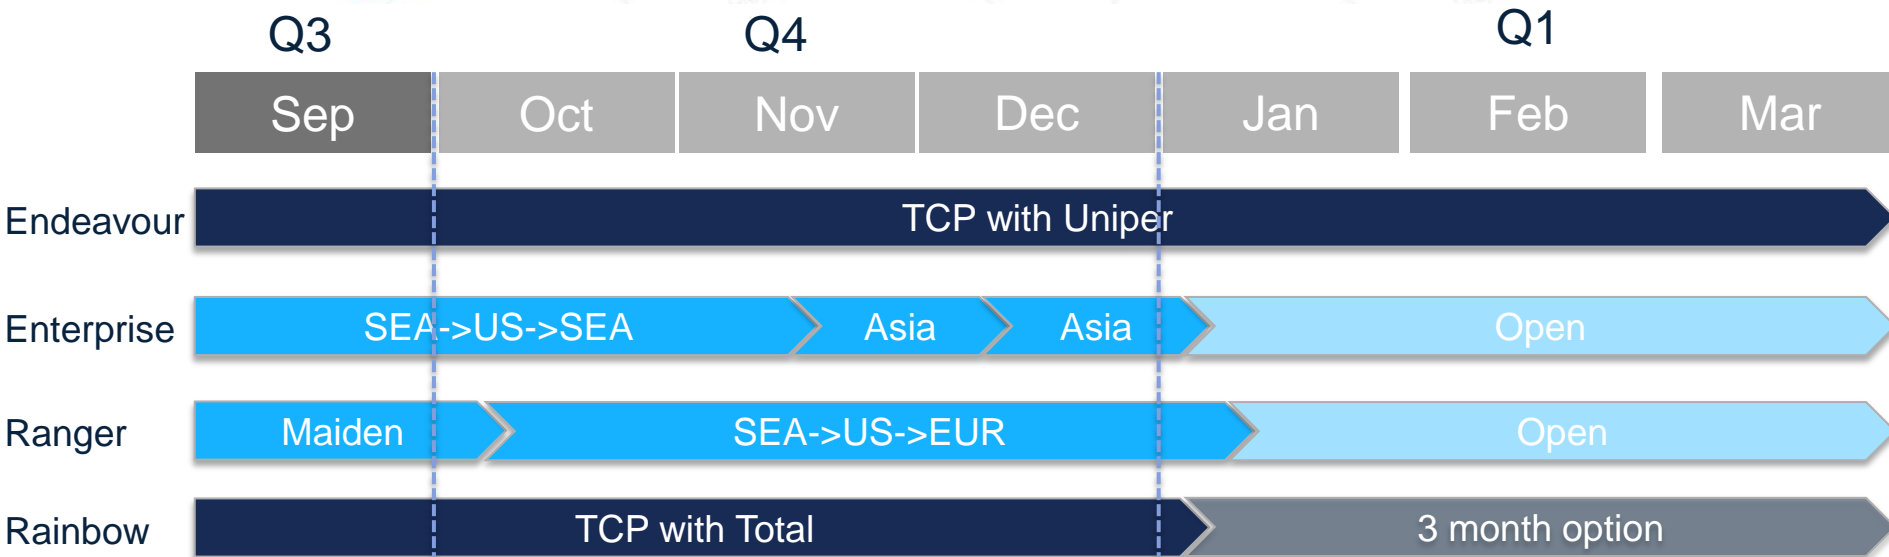 Q3 Q4 Q1
Sep Oct Nov Dec Jan Feb Mar
Endeavour TCP with Uniper
Enterprise SEA->US->SEA Asia Asia Open
Ranger Maiden SEA->US->EUR Open
Rainbow TCP with Total 3 month option